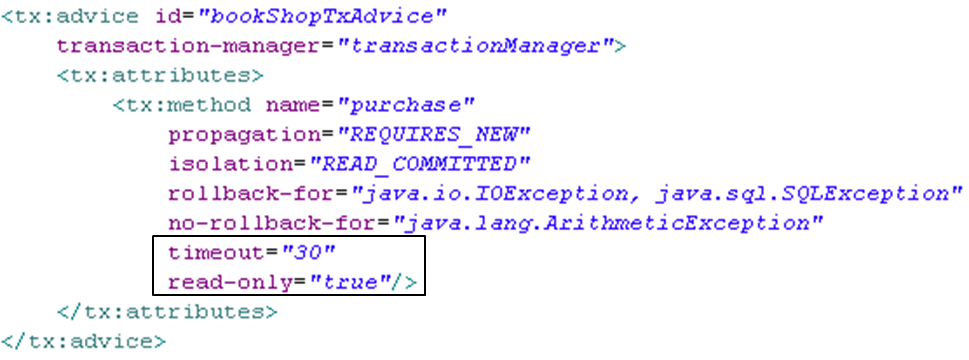 <tx:advice id="bookShopTxAdvice"
transaction-manager="transactionManager">
<tx:attributes>
<tx:method name="purchase"
propagation="REQUIRES_NEW"
isolation="READ_COMMITTED"
rollback-for="java.io.IOException, java.sql.SQLException"
no-rollback-for="java.lang.ArithmeticException"
timeout="30"
read-only="true"/>
</tx:attributes>
</tx:advice>